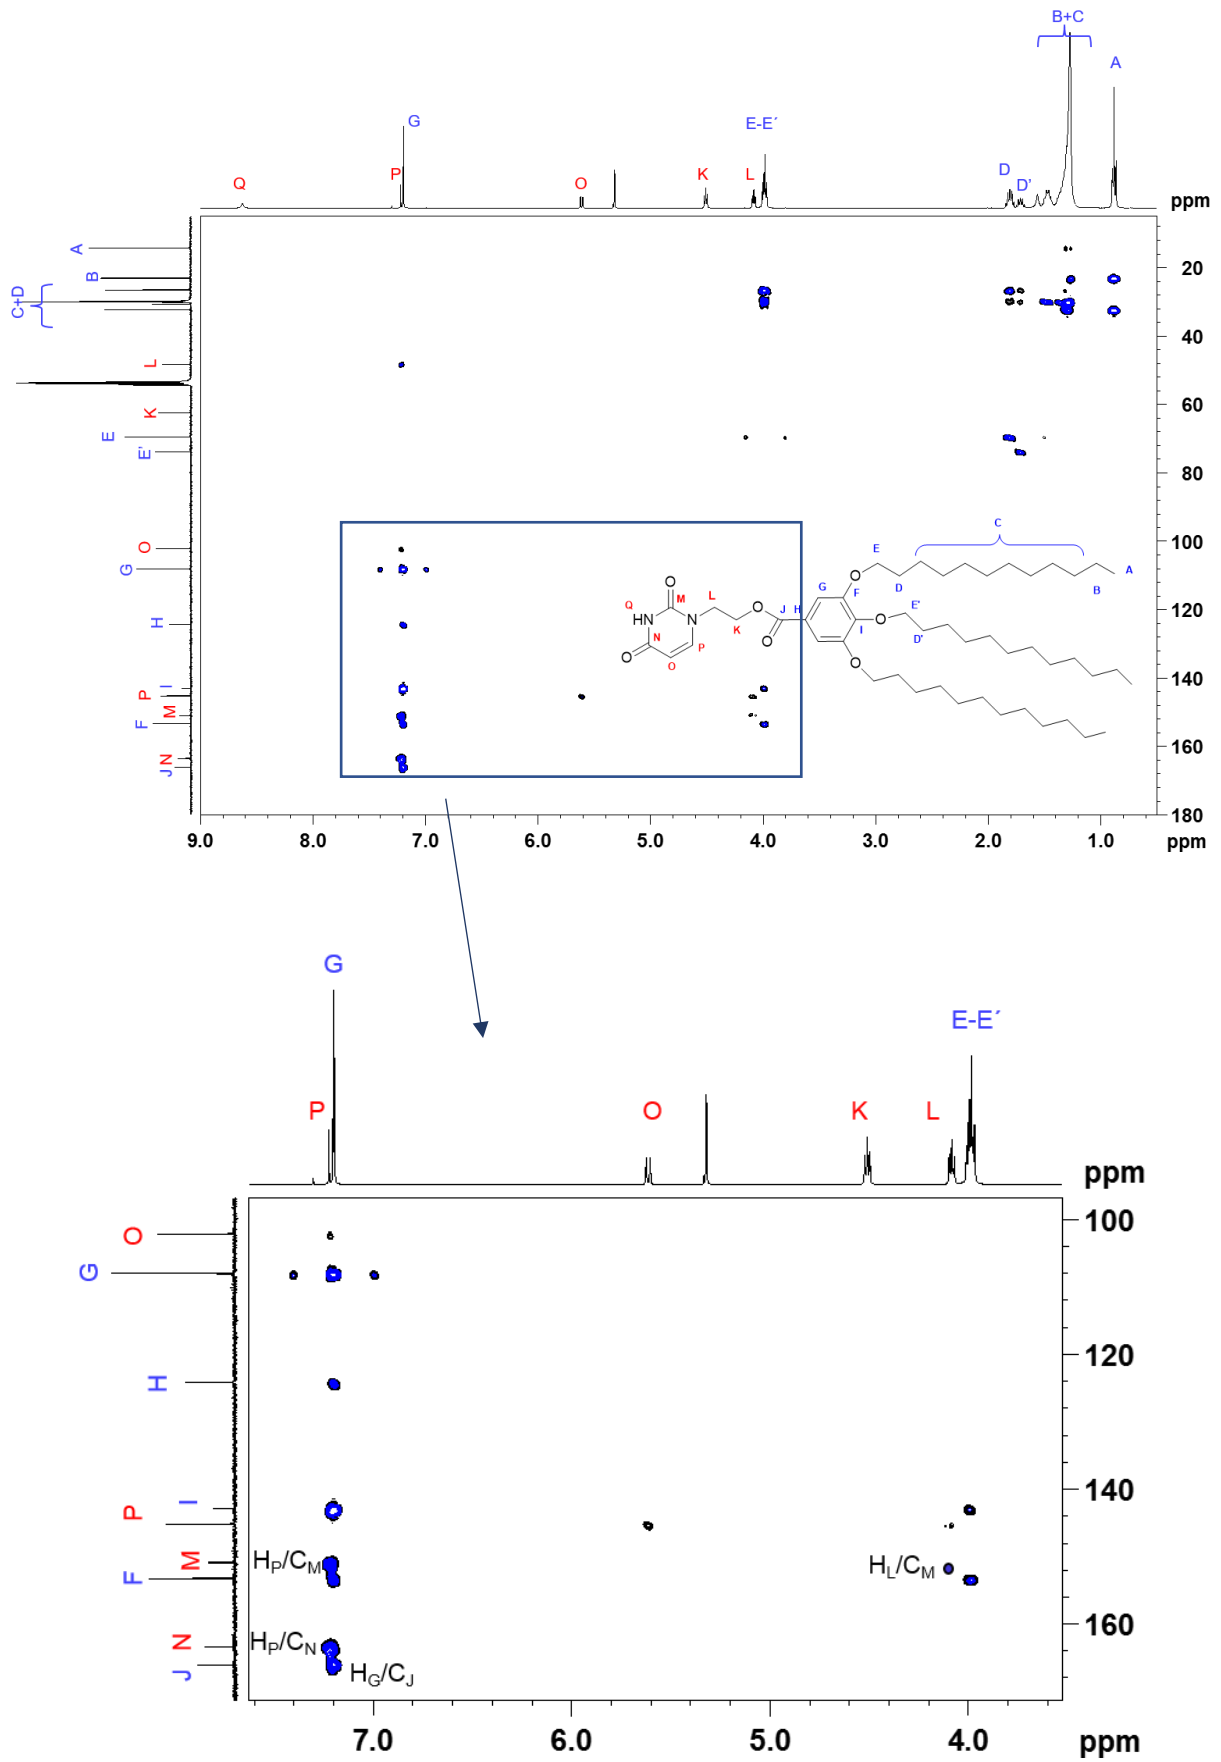 B+C
A
G
E-E´
Q
P
O
K
L
D
D'
ppm
A
B
C+D
L
K
E
E'
O
G
H
I
P
M
F
N
J
20
40
60
80
100
120
140
160
180
9.0 8.0 7.0 6.0 5.0 4.0 3.0 2.0 1.0 ppm
C
E
A
D
B
O
G
F
O
L
O
J
H
E'
Q
HN
M
N
K
O
I
O
D'
N
P
O
O
O
G
E-E´
P
O
K
L
ppm
O
G
H
I
P
M
F
N
J
100
120
140
160
HP/CM
HL/CM
HP/CN
HG/CJ
7.0 6.0 5.0 4.0 ppm